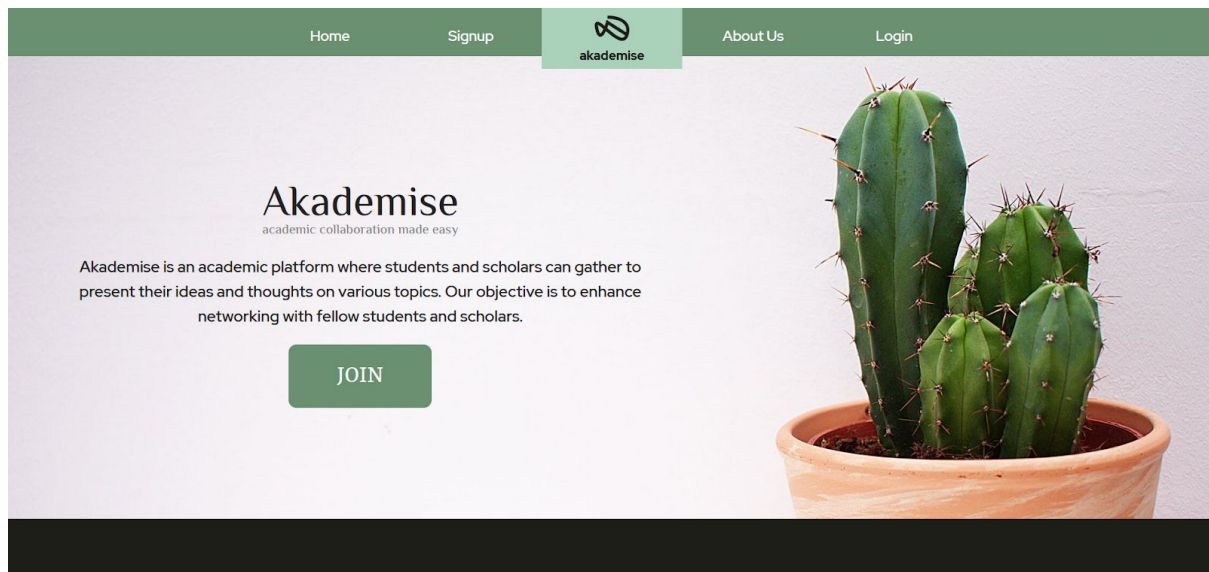 Home
Signup
akademise
About Us
Login
Akademise
academic collaboration made easy
Akademise is an academic platform where students and scholars can gather to
present their ideas and thoughts on various topics. Our objective is to enhance
networking with fellow students and scholars.
JOIN